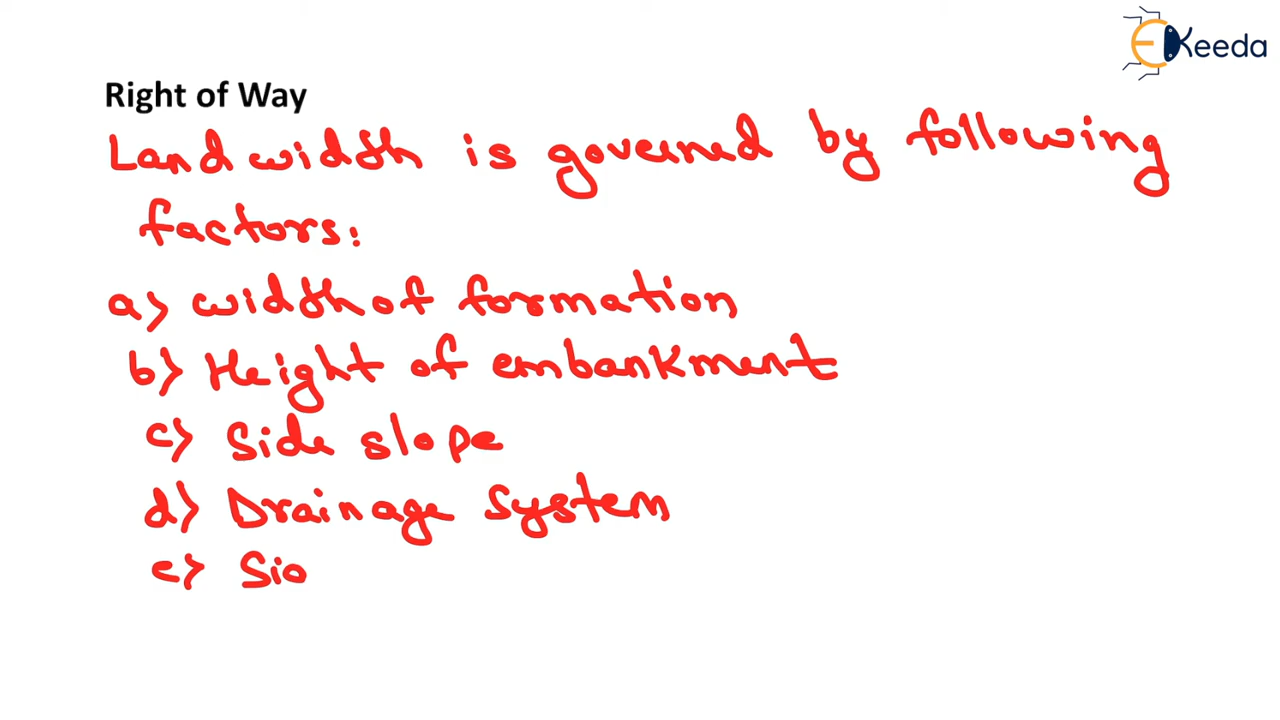 EKeeda
Right of Way
Land width is governed by following
factors:
a) width of formation
b) Height of embankment
c) Side slope
d) Drainage system
e) Sio